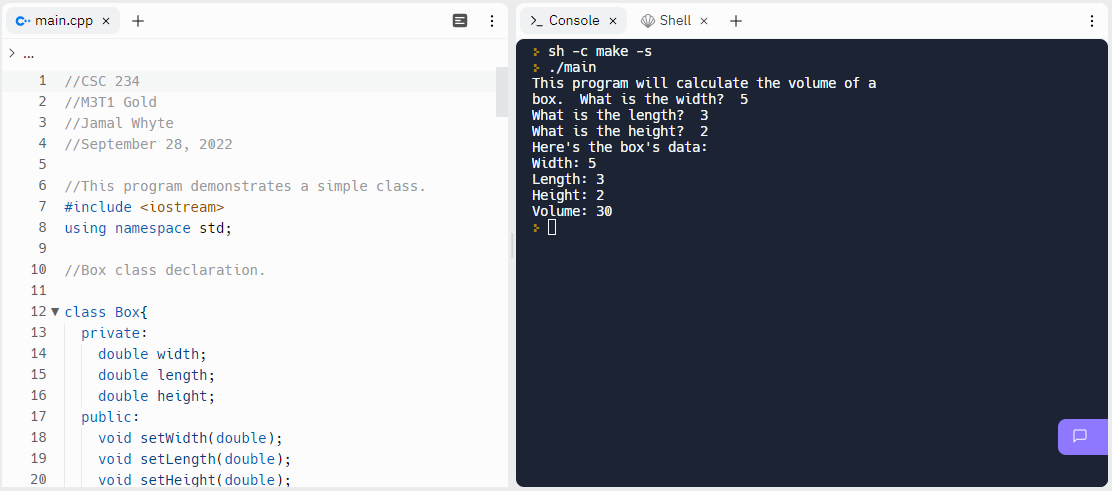 main.cpp
...
1 //CSC 234
2 //M3T1 Gold
3 //Jamal Whyte
4 //September 28, 2022
5
6 //This program demonstrates a simple class.
7 #include <iostream>
8 using namespace std;
9
10 //Box class declaration.
11
12 class Box{
13 private:
14 double width;
15 double length;
16 double height;
17 public:
18 void setWidth(double);
19 void setLength(double);
20 void setHeight(double);
Console
Shell
sh -c make -s
./main
This program will calculate the volume of a
box.  What is the width?  5
What is the length?  3
What is the height?  2
Here's the box's data:
Width: 5
Length: 3
Height: 2
Volume: 30